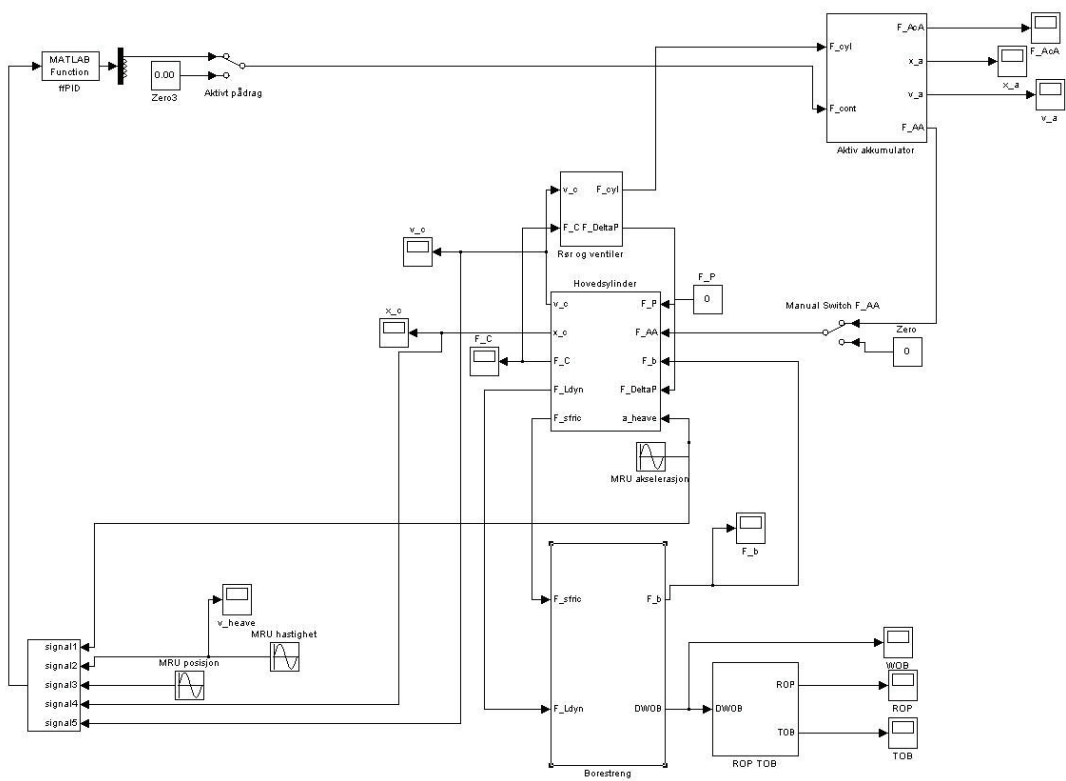 MATLAB
Function
ffPID
0.00
Zero3
Aktivt pådrag
F_cyl
F_cont
F_AcA
x_a
v_a
F_AA
Aktiv akkumulator
F_AcA
x_a
v_a
v_c
F_cyl
F_C
F_DeltaP
Rør og ventiler
v_c
x_c
F_C
Hovedsylinder
v_c
F_P
x_c
F_AA
F_C
F_b
F_Ldyn
F_DeltaP
F_sfric
a_heave
F_P
0
Manual Switch F_AA
Zero
0
MRU akselerasjon
F_b
F_sfric
F_b
F_Ldyn
DWOB
Borestreng
v_heave
MRU hastighet
MRU posisjon
signal1
signal2
signal3
signal4
signal5
DWOB
ROP
TOB
ROP TOB
WOB
ROP
TOB